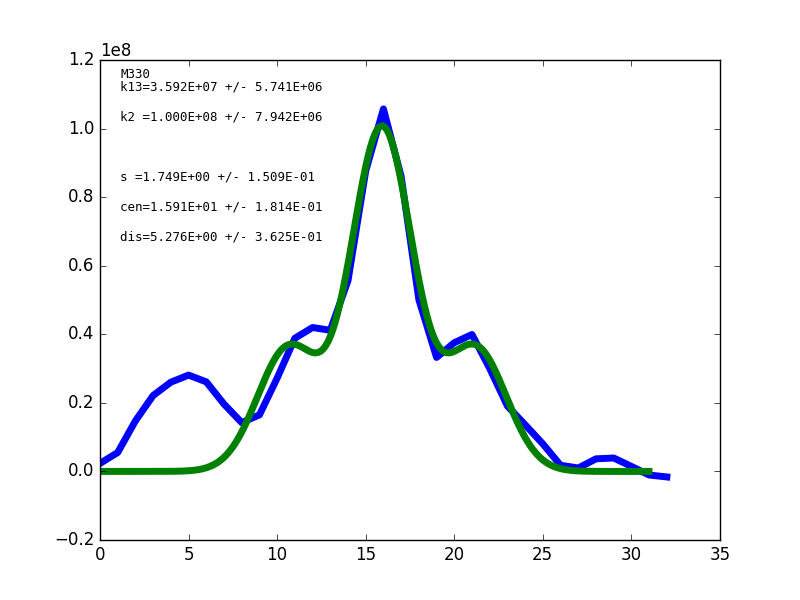 1e8
M330
k13=3.592E+07 +/- 5.741E+06
k2 =1.000E+08 +/- 7.942E+06
s =1.749E+00 +/- 1.509E-01
cen=1.591E+01 +/- 1.814E-01
dis=5.276E+00 +/- 3.625E-01
1.2
1.0
0.8
0.6
0.4
0.2
0.0
−0.2
0 5 10 15 20 25 30 35